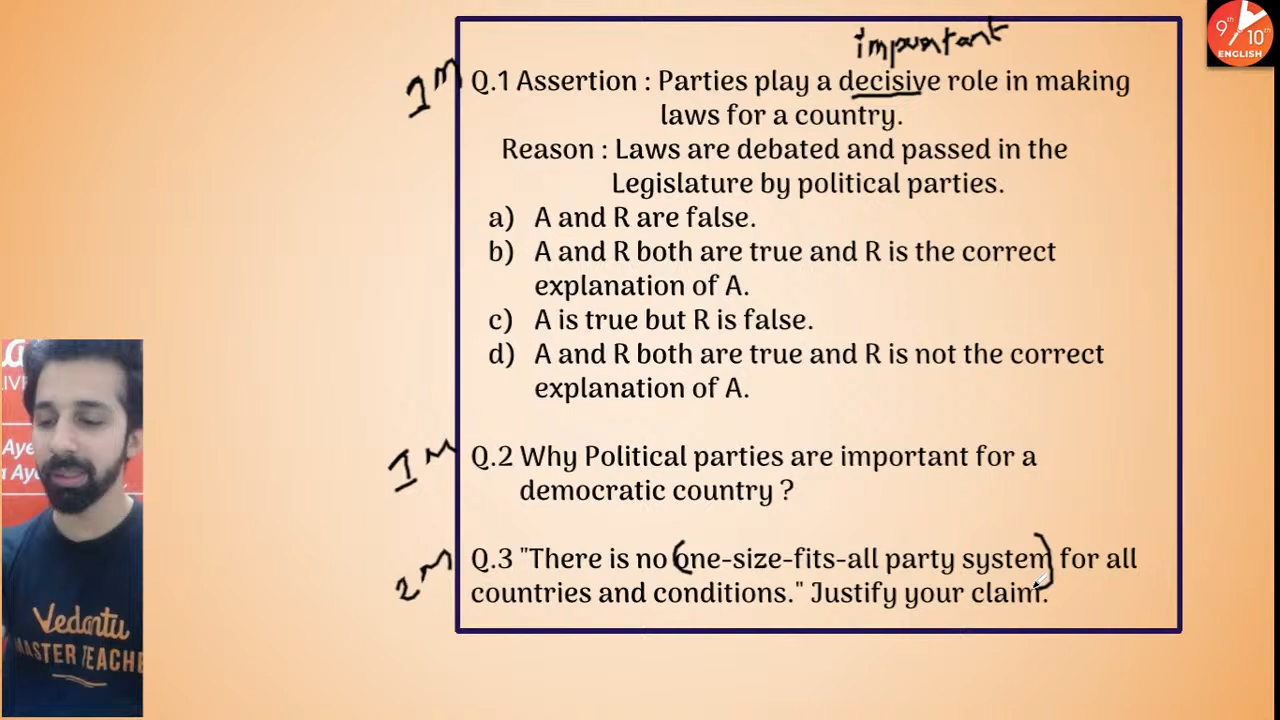 important
9th 10th
ENGLISH
1M
Q.1 Assertion : Parties play a decisive role in making
laws for a country.
Reason : Laws are debated and passed in the
Legislature by political parties.
a) A and R are false.
b) A and R both are true and R is the correct
explanation of A.
c) A is true but R is false.
d) A and R both are true and R is not the correct
explanation of A.
1M
Q.2 Why Political parties are important for a
democratic country ?
2M
Q.3 "There is no one-size-fits-all party system for all
countries and conditions." Justify your claim.
Vedantu
MASTER TEACHE